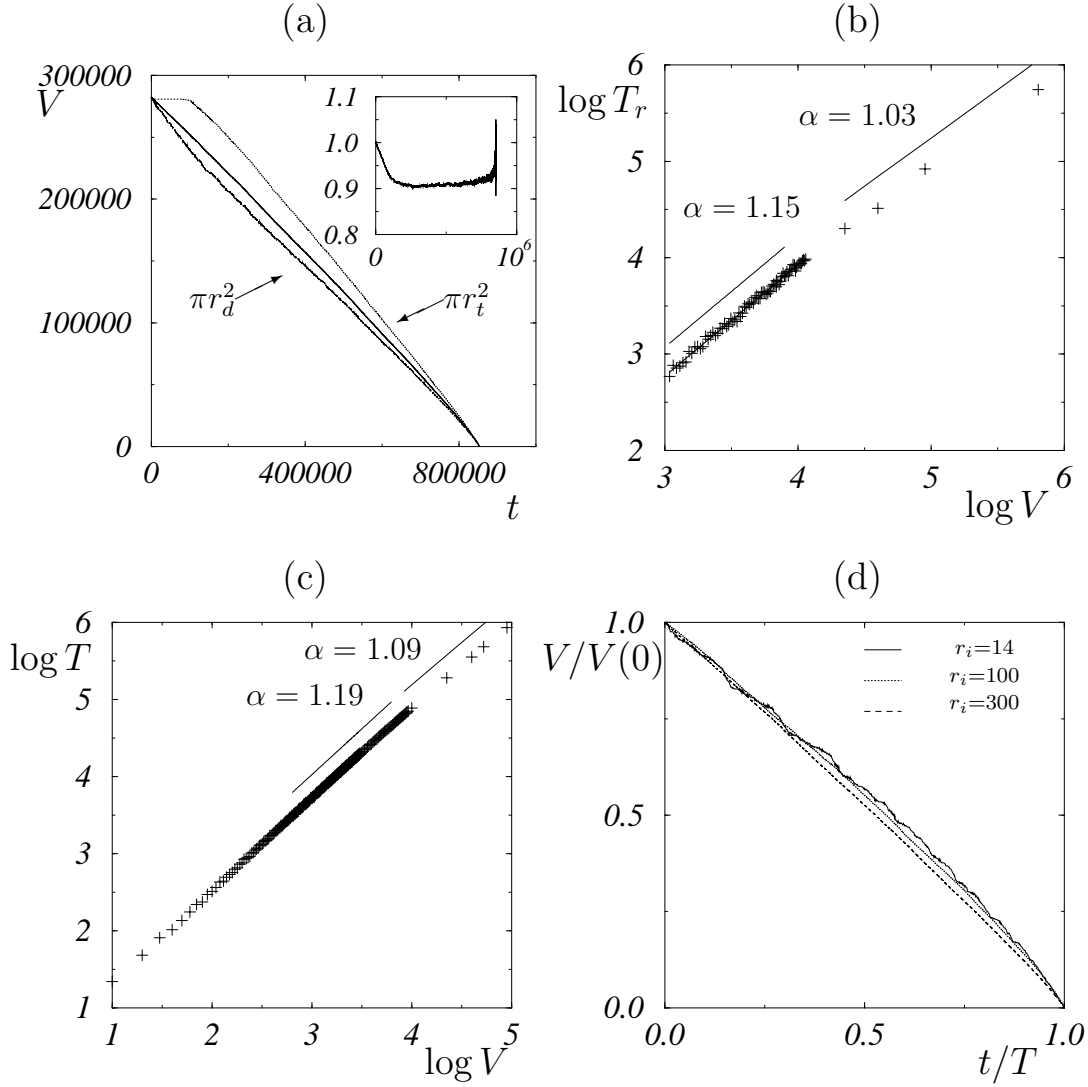 (a)
V
300000
200000
100000
0
0
400000
800000
t
πr_d^2
πr_t^2
1.1
1.0
0.9
0.8
0
10^6
(b)
log T_r
6
5
4
3
2
3
4
5
6
log V
α = 1.03
α = 1.15
(c)
log T
6
5
4
3
2
1
1
2
3
4
5
log V
α = 1.09
α = 1.19
(d)
V/V(0)
1.0
0.5
0.0
0.0
0.5
1.0
t/T
r_i=14
r_i=100
r_i=300